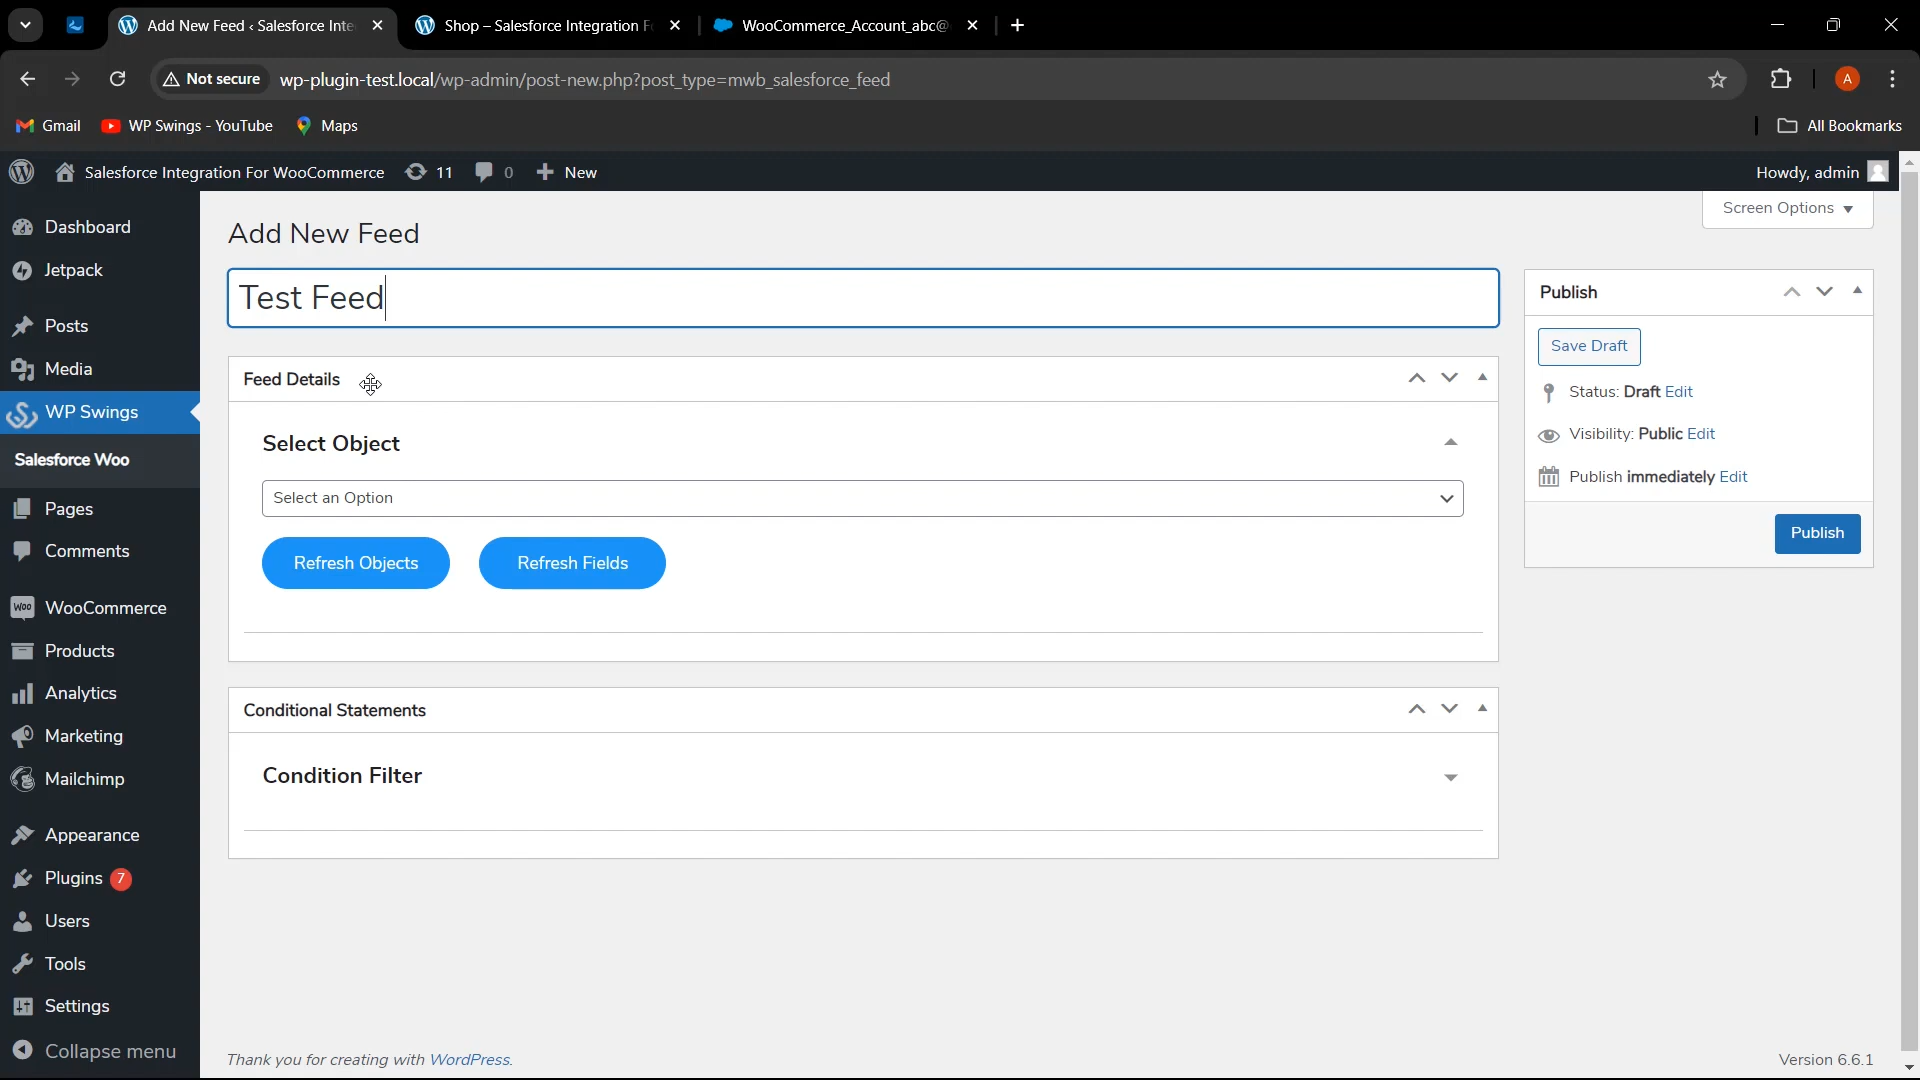 Add New Feed ‹ Salesforce Inte
Shop – Salesforce Integration F
WooCommerce_Account_abc@
Not secure
wp-plugin-test.local/wp-admin/post-new.php?post_type=mwb_salesforce_feed
A
Gmail
WP Swings - YouTube
Maps
All Bookmarks
Salesforce Integration For WooCommerce
11
0
New
Howdy, admin
Dashboard
Jetpack
Posts
Media
WP Swings
Salesforce Woo
Pages
Comments
Woo
WooCommerce
Products
Analytics
Marketing
Mailchimp
Appearance
Plugins 7
Users
Tools
Settings
Collapse menu
Screen Options
Add New Feed
Test Feed
Feed Details
Select Object
Select an Option
Refresh Objects
Refresh Fields
Conditional Statements
Condition Filter
Publish
Save Draft
Status: Draft Edit
Visibility: Public Edit
Publish immediately Edit
Publish
Thank you for creating with WordPress.
Version 6.6.1